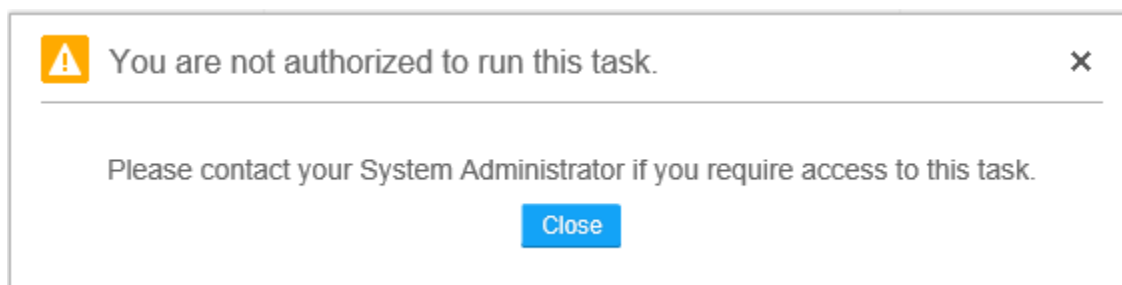 You are not authorized to run this task.
Please contact your System Administrator if you require access to this task.
Close